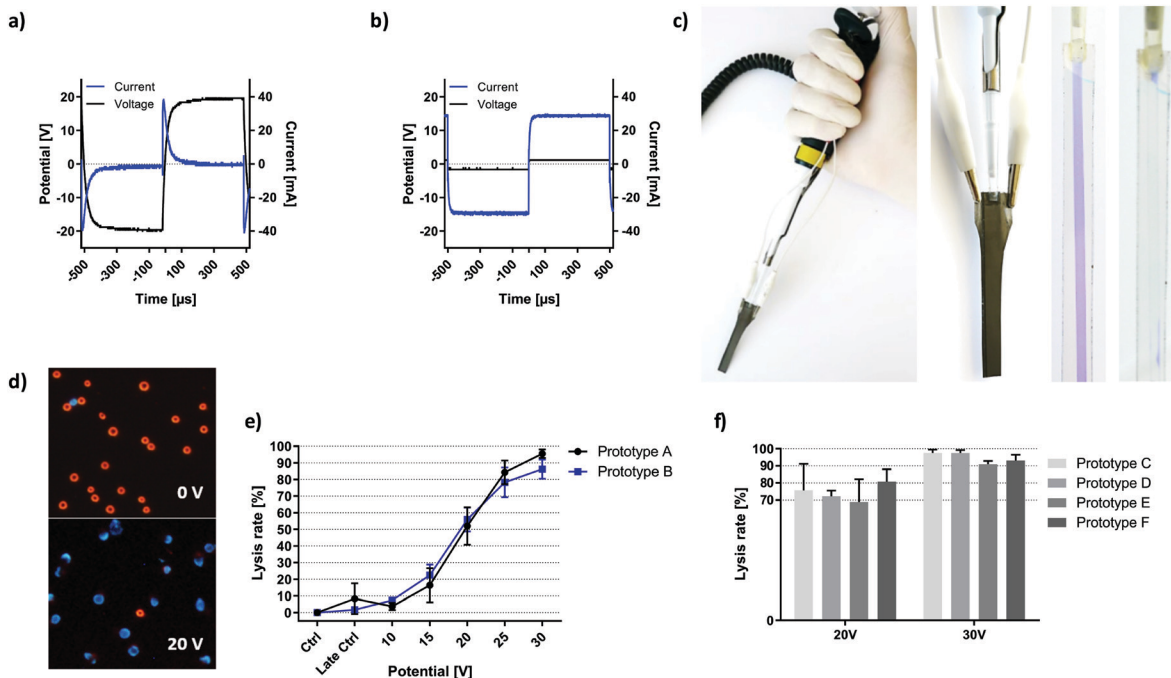 a)
Current
Voltage
20
10
0
-10
-20
Potential [V]
40
20
0
-20
-40
Current [mA]
-500
-300
-100
100
300
500
Time [µs]
b)
Current
Voltage
20
10
0
-10
-20
Potential [V]
40
20
0
-20
-40
Current [mA]
-500
-300
-100
100
300
500
Time [µs]
c)
d)
0 V
20 V
e)
100
90
80
70
60
50
40
30
20
10
0
Lysis rate [%]
Ctrl
Late Ctrl
10
15
20
25
30
Potential [V]
Prototype A
Prototype B
f)
100
90
80
70
0
Lysis rate [%]
20V
30V
Prototype C
Prototype D
Prototype E
Prototype F